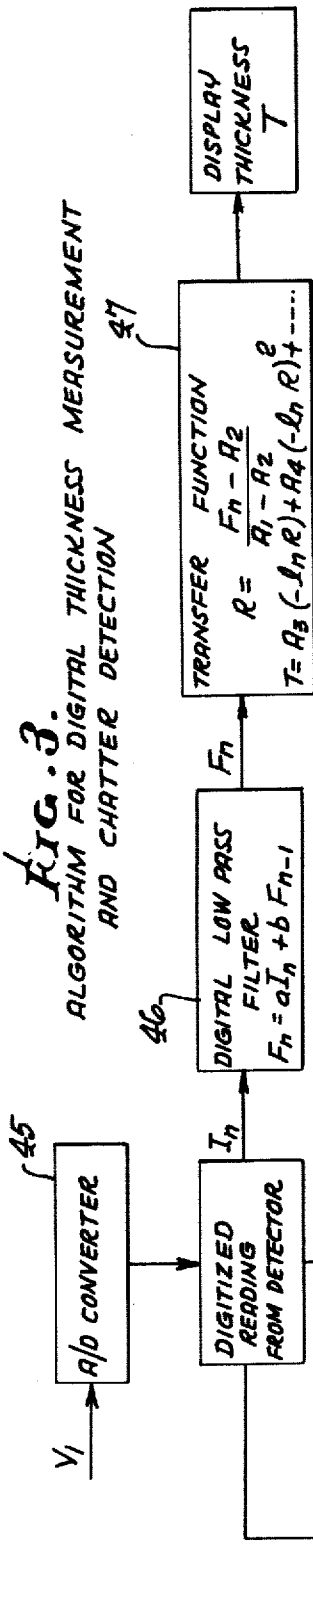 FIG. 3.
ALGORITHM FOR DIGITAL THICKNESS MEASUREMENT
AND CHATTER DETECTION
V1
45
A/D CONVERTER
DIGITIZED
READING
FROM DETECTOR
In
46
DIGITAL LOW PASS
FILTER
Fn = aIn + b Fn-1
Fn
47
TRANSFER FUNCTION
R = Fn - A2
A1 - A2
T = A3 (-ln R) + A4 (-ln R)2 + ----
DISPLAY
THICKNESS
T